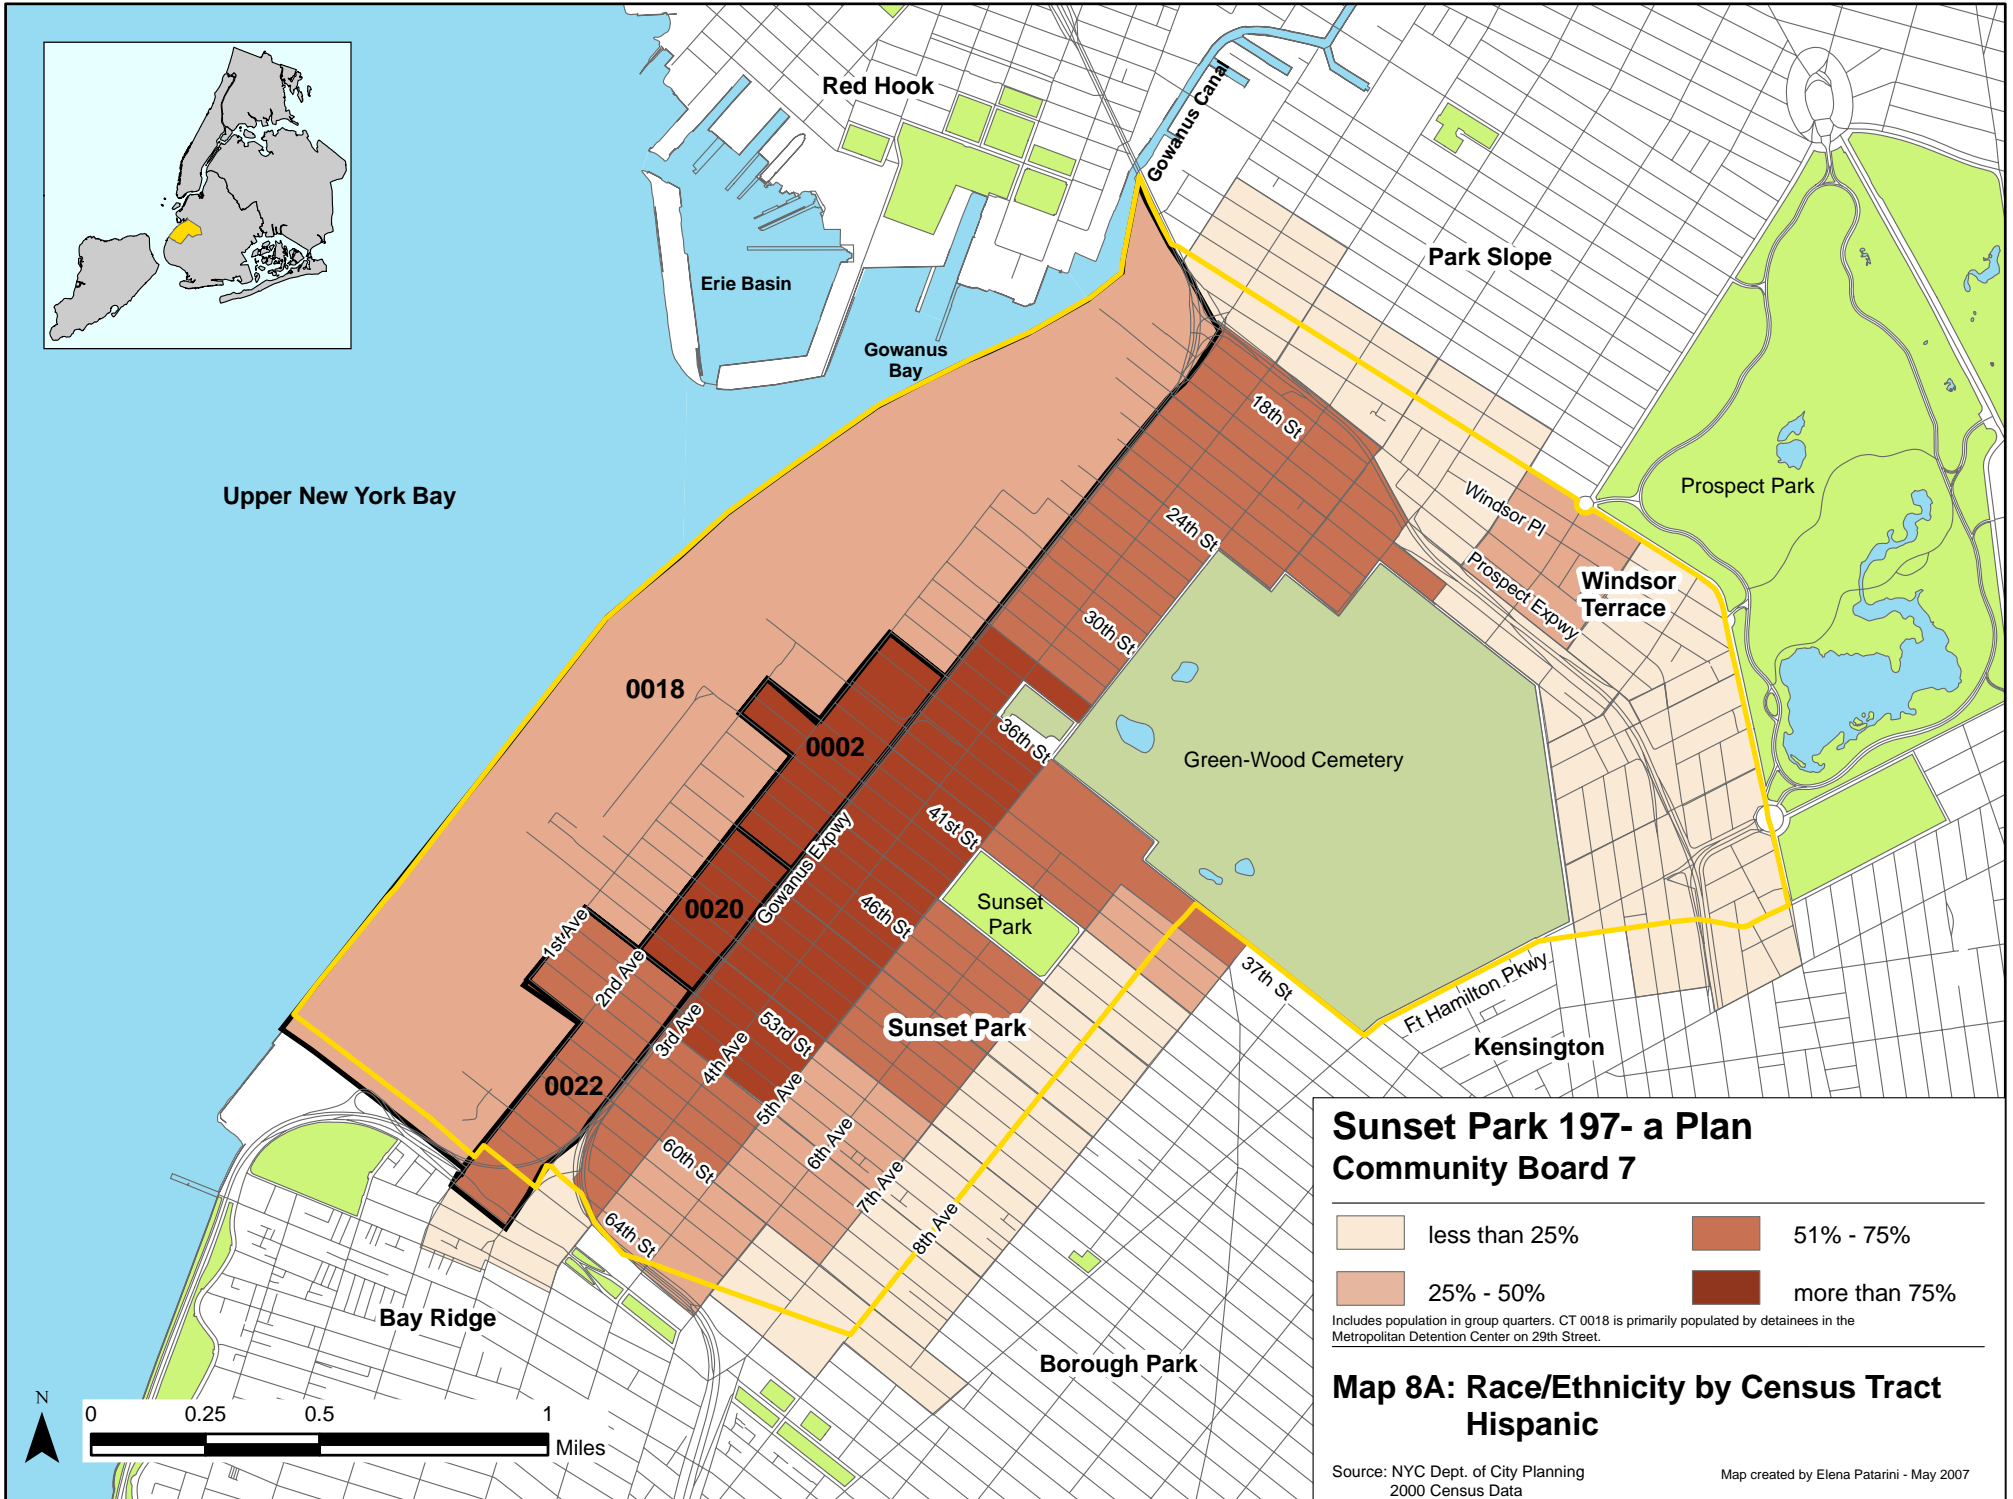 Red Hook
Gowanus Canal
Park Slope
Erie Basin
Gowanus
Bay
18th St
Upper New York Bay
Prospect Park
Windsor Pl
24th St
Prospect Expwy
Windsor
Terrace
30th St
0018
36th St
0002
Green-Wood Cemetery
41st St
Gowanus Expwy
0020
46th St
Sunset
Park
1st Ave
2nd Ave
37th St
Ft Hamilton Pkwy
3rd Ave
53rd St
Sunset Park
4th Ave
Kensington
0022
5th Ave
6th Ave
60th St
7th Ave
8th Ave
64th St
Bay Ridge
Borough Park
Sunset Park 197- a Plan
Community Board 7
less than 25%
51% - 75%
25% - 50%
more than 75%
Includes population in group quarters. CT 0018 is primarily populated by detainees in the
Metropolitan Detention Center on 29th Street.
Map 8A: Race/Ethnicity by Census Tract
Hispanic
Source: NYC Dept. of City Planning
2000 Census Data
Map created by Elena Patarini - May 2007
N
0 0.25 0.5 1
Miles